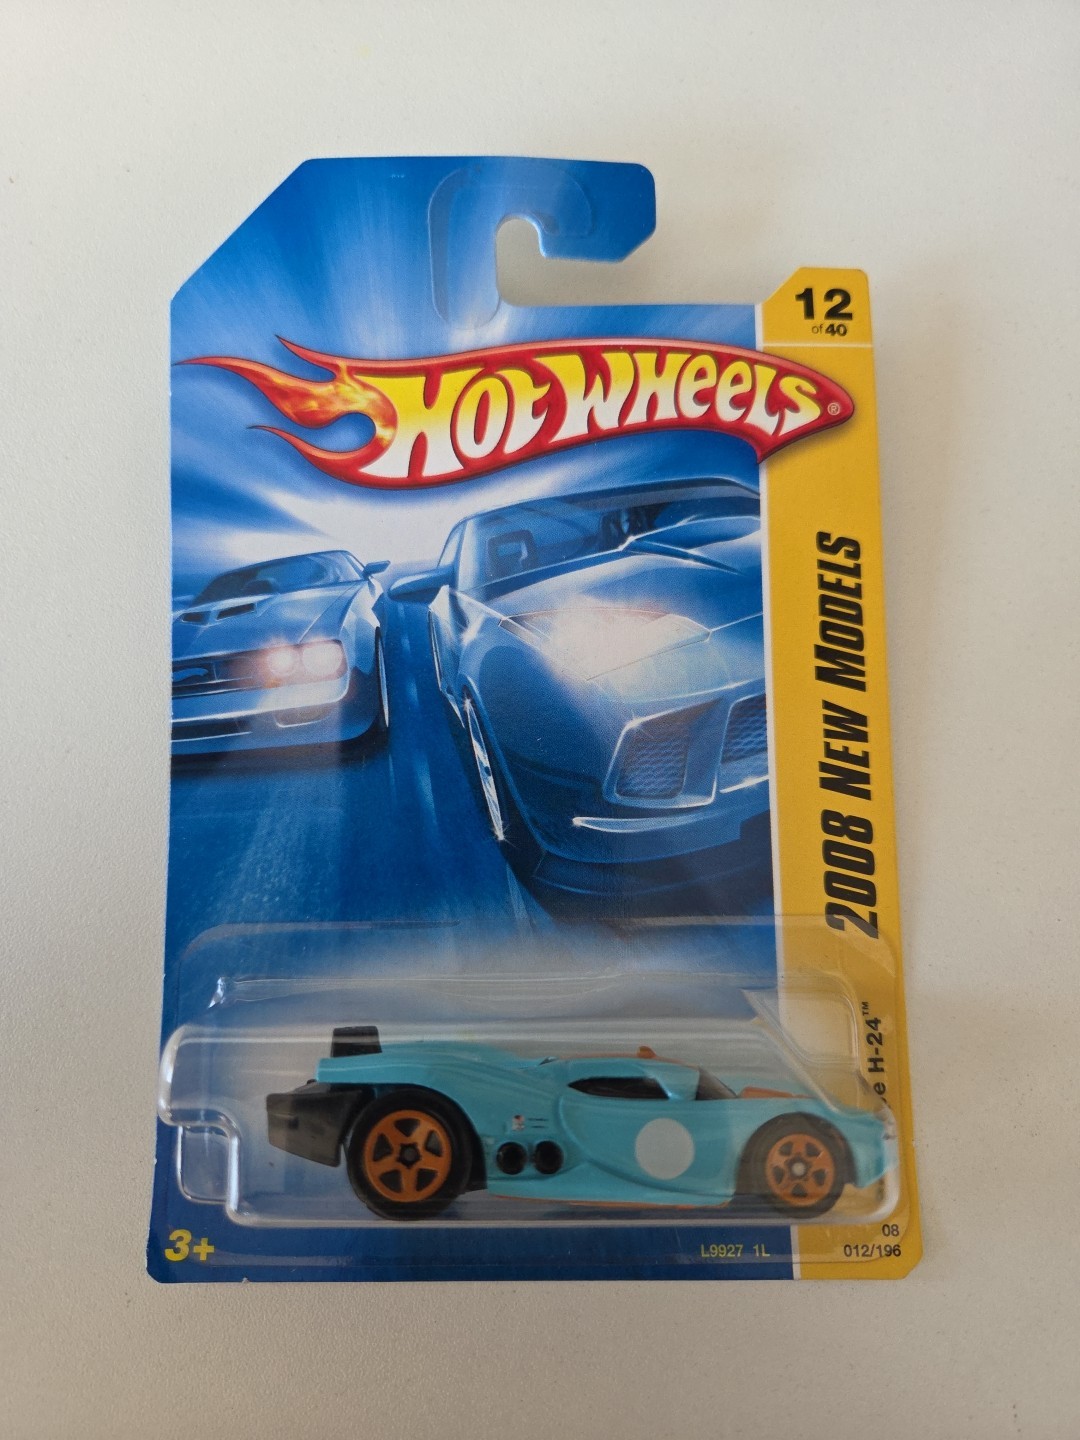 12
of 40
HOT WHEELS®
2008 NEW MODELS
H-24™
3+
L9927 1L
08
012/196